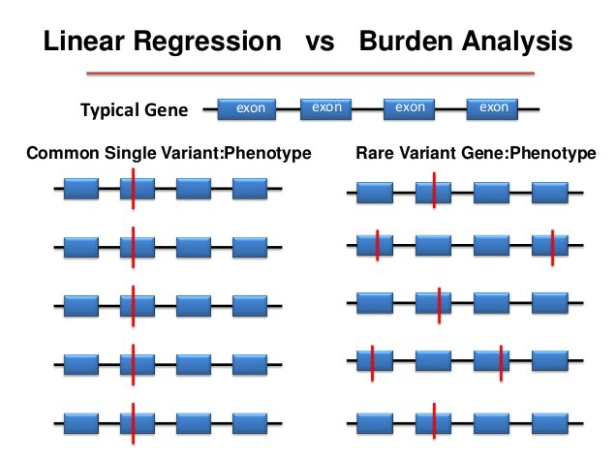 Linear Regression vs Burden Analysis
Typical Gene exon exon exon exon
Common Single Variant:Phenotype
Rare Variant Gene:Phenotype